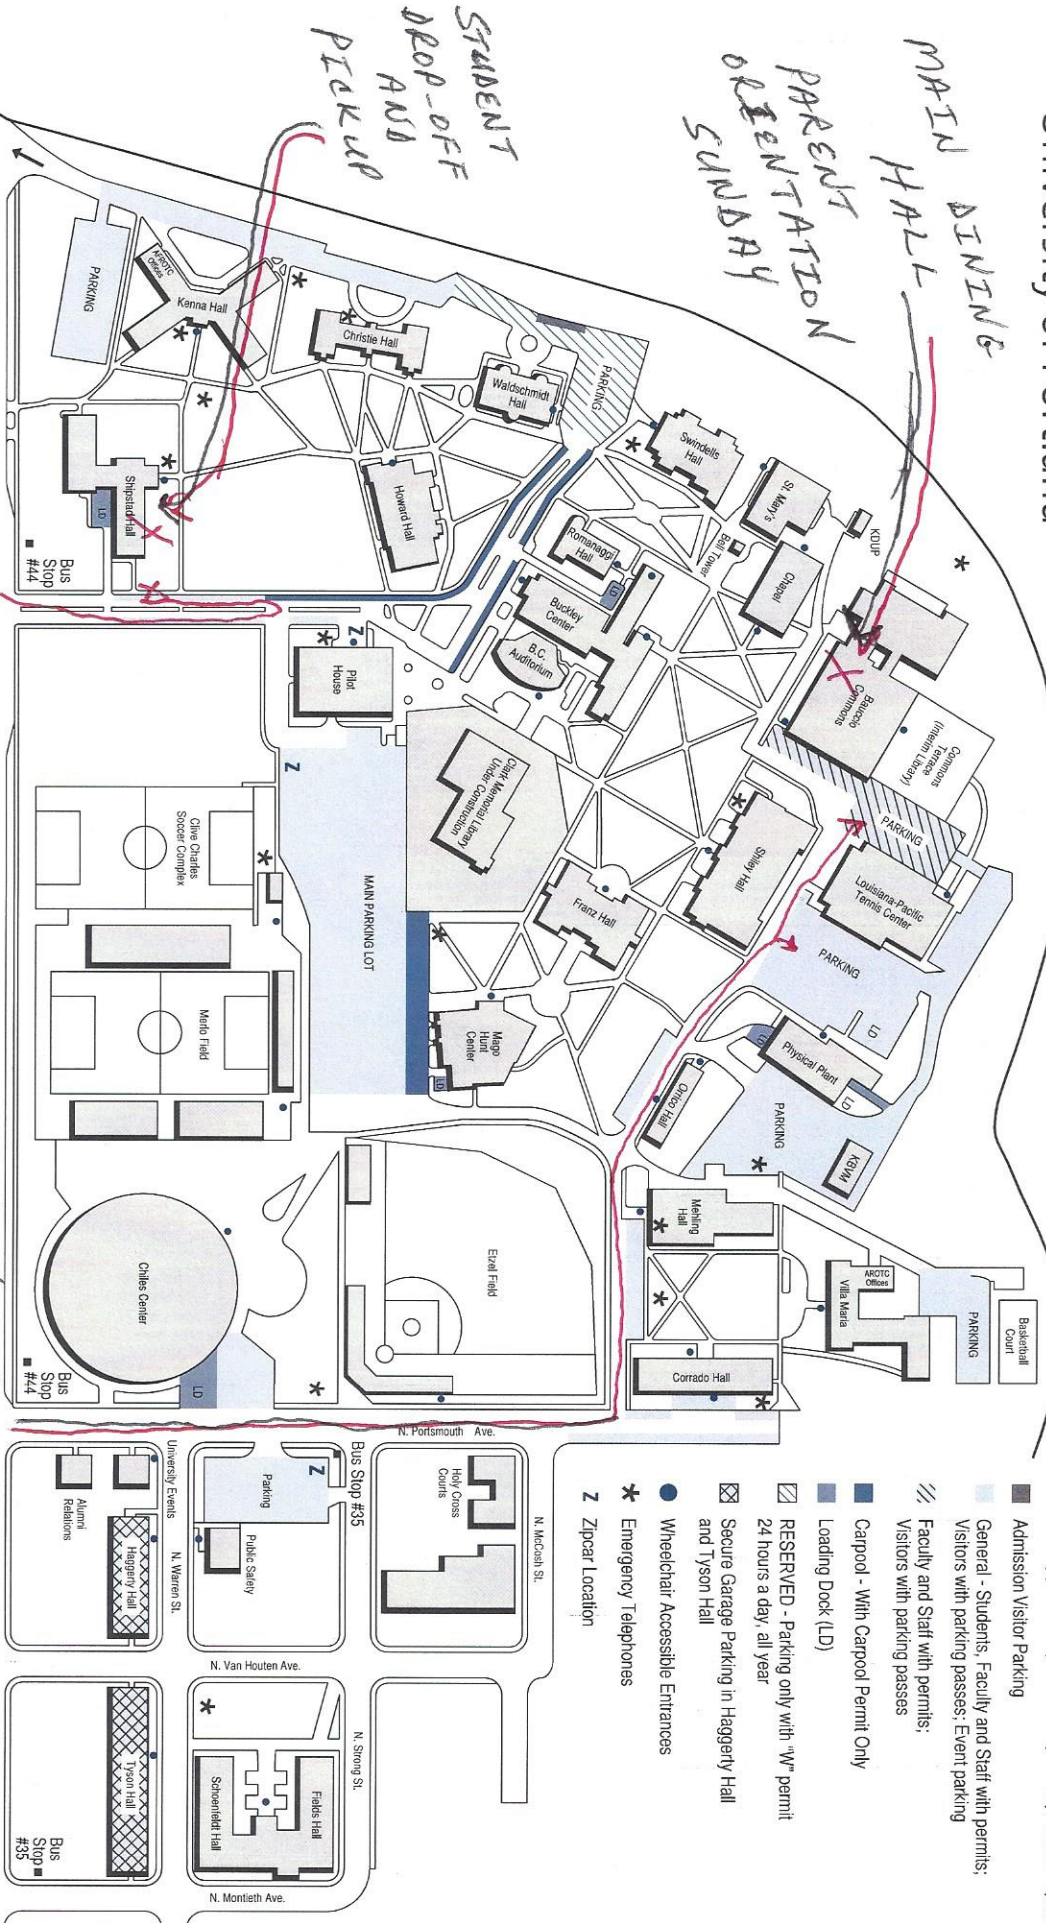 University of Portland
MAIN DINING
HALL
PARENT
ORIENTATION
SUNDAY
STUDENT
DROP-OFF
AND
PICKUP
Admission Visitor Parking
General - Students, Faculty and Staff with permits;
Visitors with parking passes; Event parking
Faculty and Staff with permits;
Visitors with parking passes
Carpool - With Carpool Permit Only
Loading Dock (LD)
RESERVED - Parking only with "W" permit
24 hours a day, all year
Secure Garage Parking in Haggerty Hall
and Tyson Hall
Wheelchair Accessible Entrances
Emergency Telephones
Z Zipcar Location
PARKING
AFROTC
Offices
Kenna Hall
Christie Hall
Waldschmidt
Hall
PARKING
Swindells
Hall
St. Mary's
KDUP
Bell Tower
Chapel
Romanaggi
Hall
LD
Buckley
Center
B.C.
Auditorium
Howard Hall
Shipstad Hall
LD
Bus
Stop
#44
Z
Pilot
House
Bauccio
Commons
Commons
Terrace
(Interim Library)
PARKING
Louisiana-Pacific
Tennis Center
PARKING
LD
Physical Plant
LD
LD
PARKING
KBVM
Shiley Hall
Franz Hall
Clark Memorial Library
Under Construction
Z
MAIN PARKING LOT
Mago
Hunt
Center
LD
Orrico Hall
Clive Charles
Soccer Complex
Merlo Field
Mehling
Hall
AROTC
Offices
Villa Maria
PARKING
Basketball
Court
Corrado Hall
Etzel Field
Chiles Center
LD
Bus
Stop
#44
N. Portsmouth Ave.
Bus Stop #35
University Events
Alumni
Relations
Haggerty Hall
N. Warren St.
Parking
Z
Public Safety
Holy Cross
Courts
N. McCosh St.
N. Van Houten Ave.
Tyson Hall
Bus
Stop
#35
N. Strong St.
Fields Hall
Schoenfeldt Hall
N. Montieth Ave.